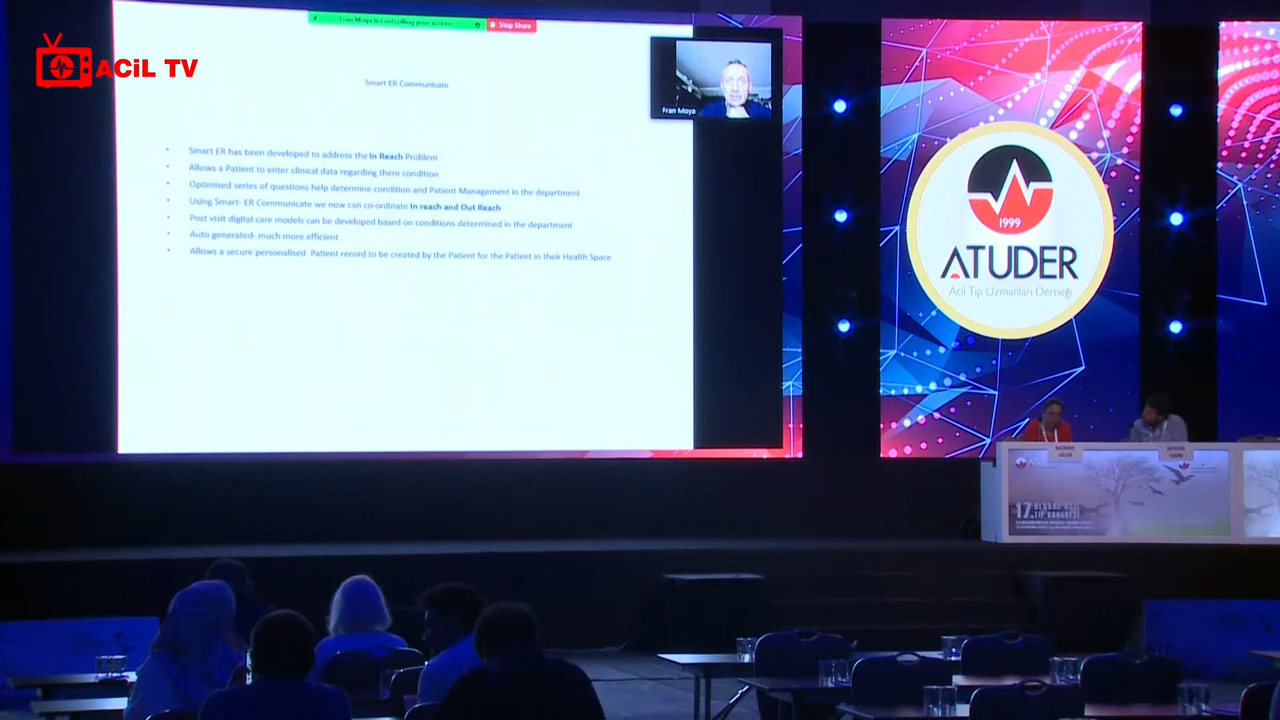 ACiL TV
Fran Moya is controlling your screen
Stop Share
Smart ER Communicate
Fran Moya
• Smart ER has been developed to address the In Reach Problem
• Allows a Patient to enter clinical data regarding there condition
• Optimised series of questions help determine condition and Patient Management in the department
• Using Smart- ER Communicate we now can co-ordinate In reach and Out Reach
• Post visit digital care models can be developed based on conditions determined in the department
• Auto generated- much more efficient
• Allows a secure personalised Patient record to be created by the Patient for the Patient in their Health Space
1999
ATUDER
Acil Tıp Uzmanları Derneği
17. ULUSAL ACİL
TIP KONGRESİ